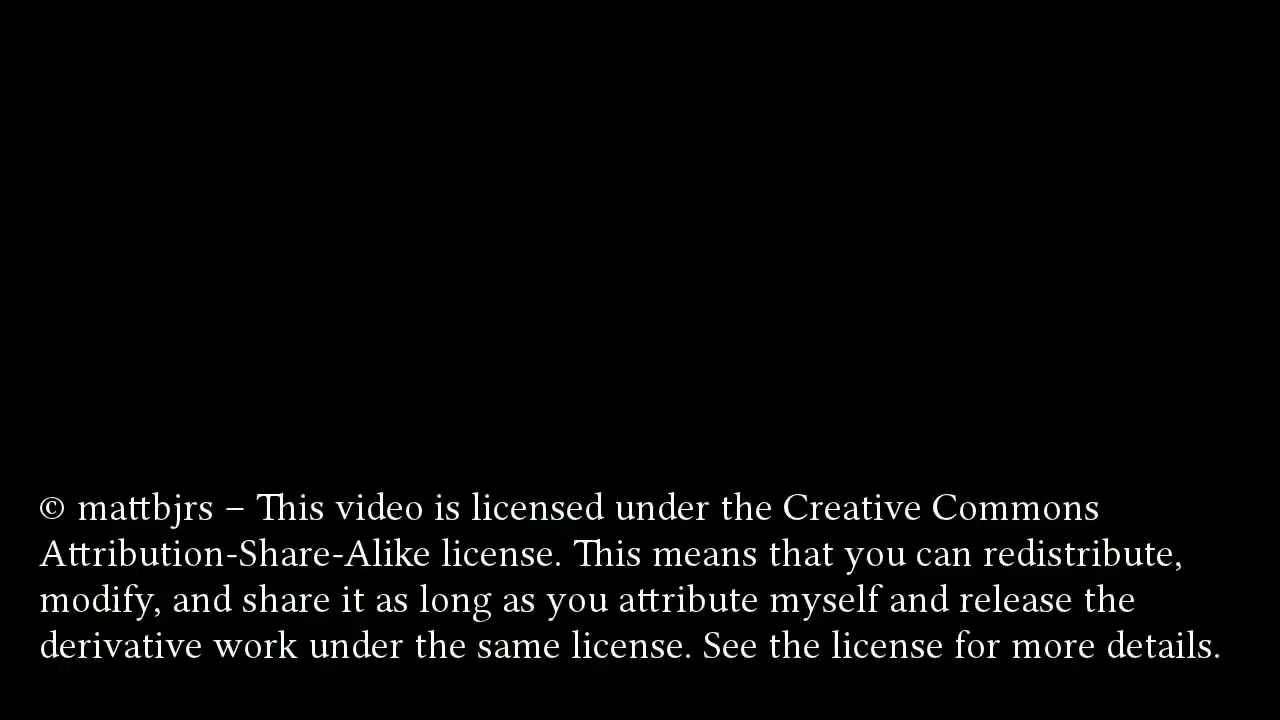 © mattbjrs – This video is licensed under the Creative Commons
Attribution-Share-Alike license. This means that you can redistribute,
modify, and share it as long as you attribute myself and release the
derivative work under the same license. See the license for more details.